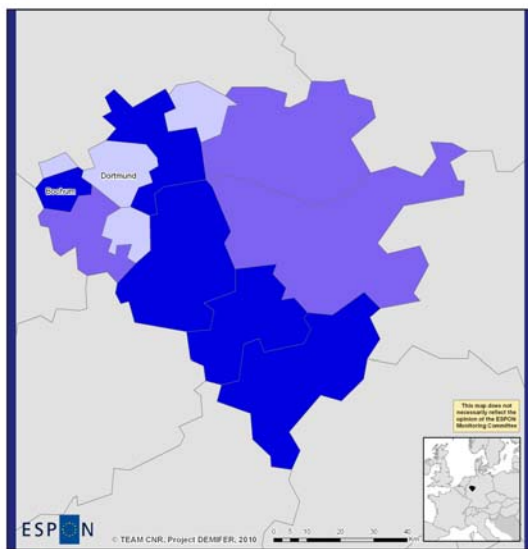 Dortmund
Bochum
This map does not
necessarily reflect the
opinion of the ESPON
Monitoring Committee
ESPON
© TEAM CNR, Project DEMIFER, 2010
0 5 10 20 30 40
Km